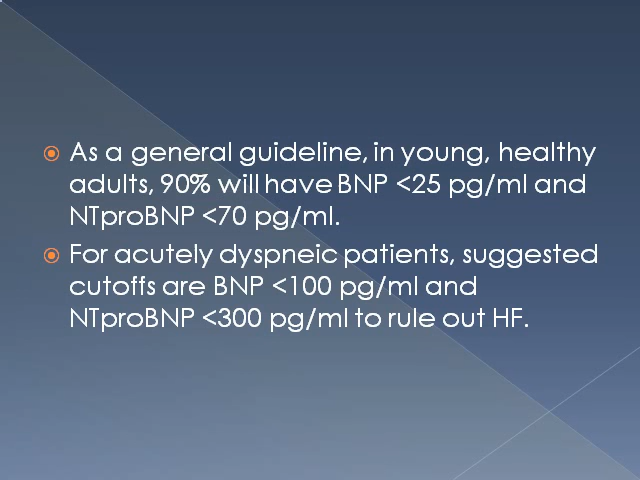 As a general guideline, in young, healthy
adults, 90% will have BNP <25 pg/ml and
NTproBNP <70 pg/ml.
For acutely dyspneic patients, suggested
cutoffs are BNP <100 pg/ml and
NTproBNP <300 pg/ml to rule out HF.